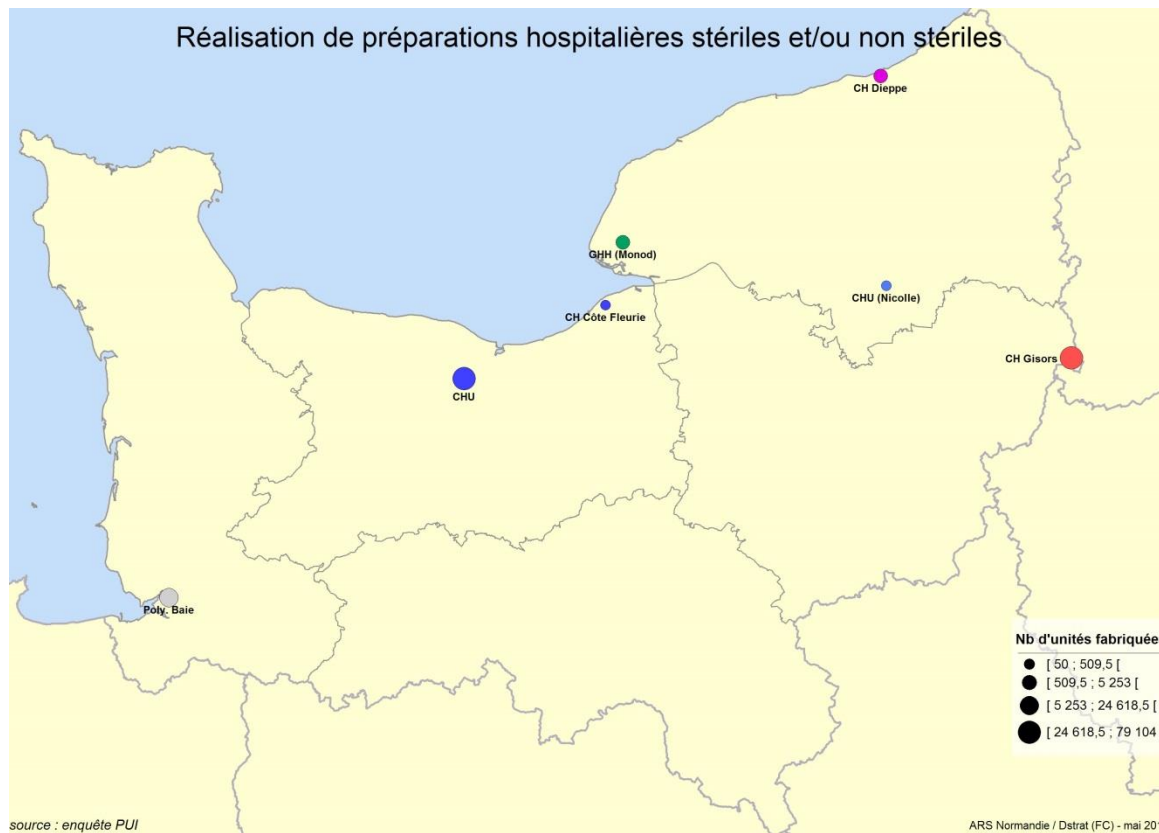 Réalisation de préparations hospitalières stériles et/ou non stériles
CH Dieppe
GHH (Monod)
CHU (Nicolle)
CH Côte Fleurie
CH Gisors
CHU
Poly. Baie
Nb d'unités fabriquée
[ 50 ; 509,5 [
[ 509,5 ; 5 253 [
[ 5 253 ; 24 618,5 [
[ 24 618,5 ; 79 104
source : enquête PUI
ARS Normandie / Dstrat (FC) - mai 201